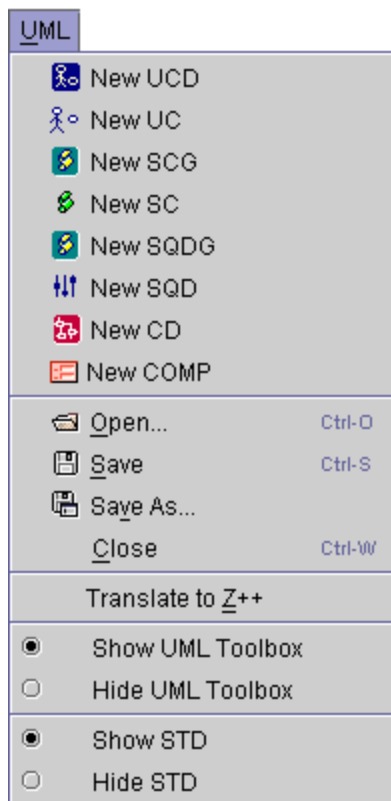 UML
New UCD
New UC
New SCG
New SC
New SQDG
New SQD
New CD
New COMP
Open... Ctrl-O
Save Ctrl-S
Save As...
Close Ctrl-W
Translate to Z++
Show UML Toolbox
Hide UML Toolbox
Show STD
Hide STD